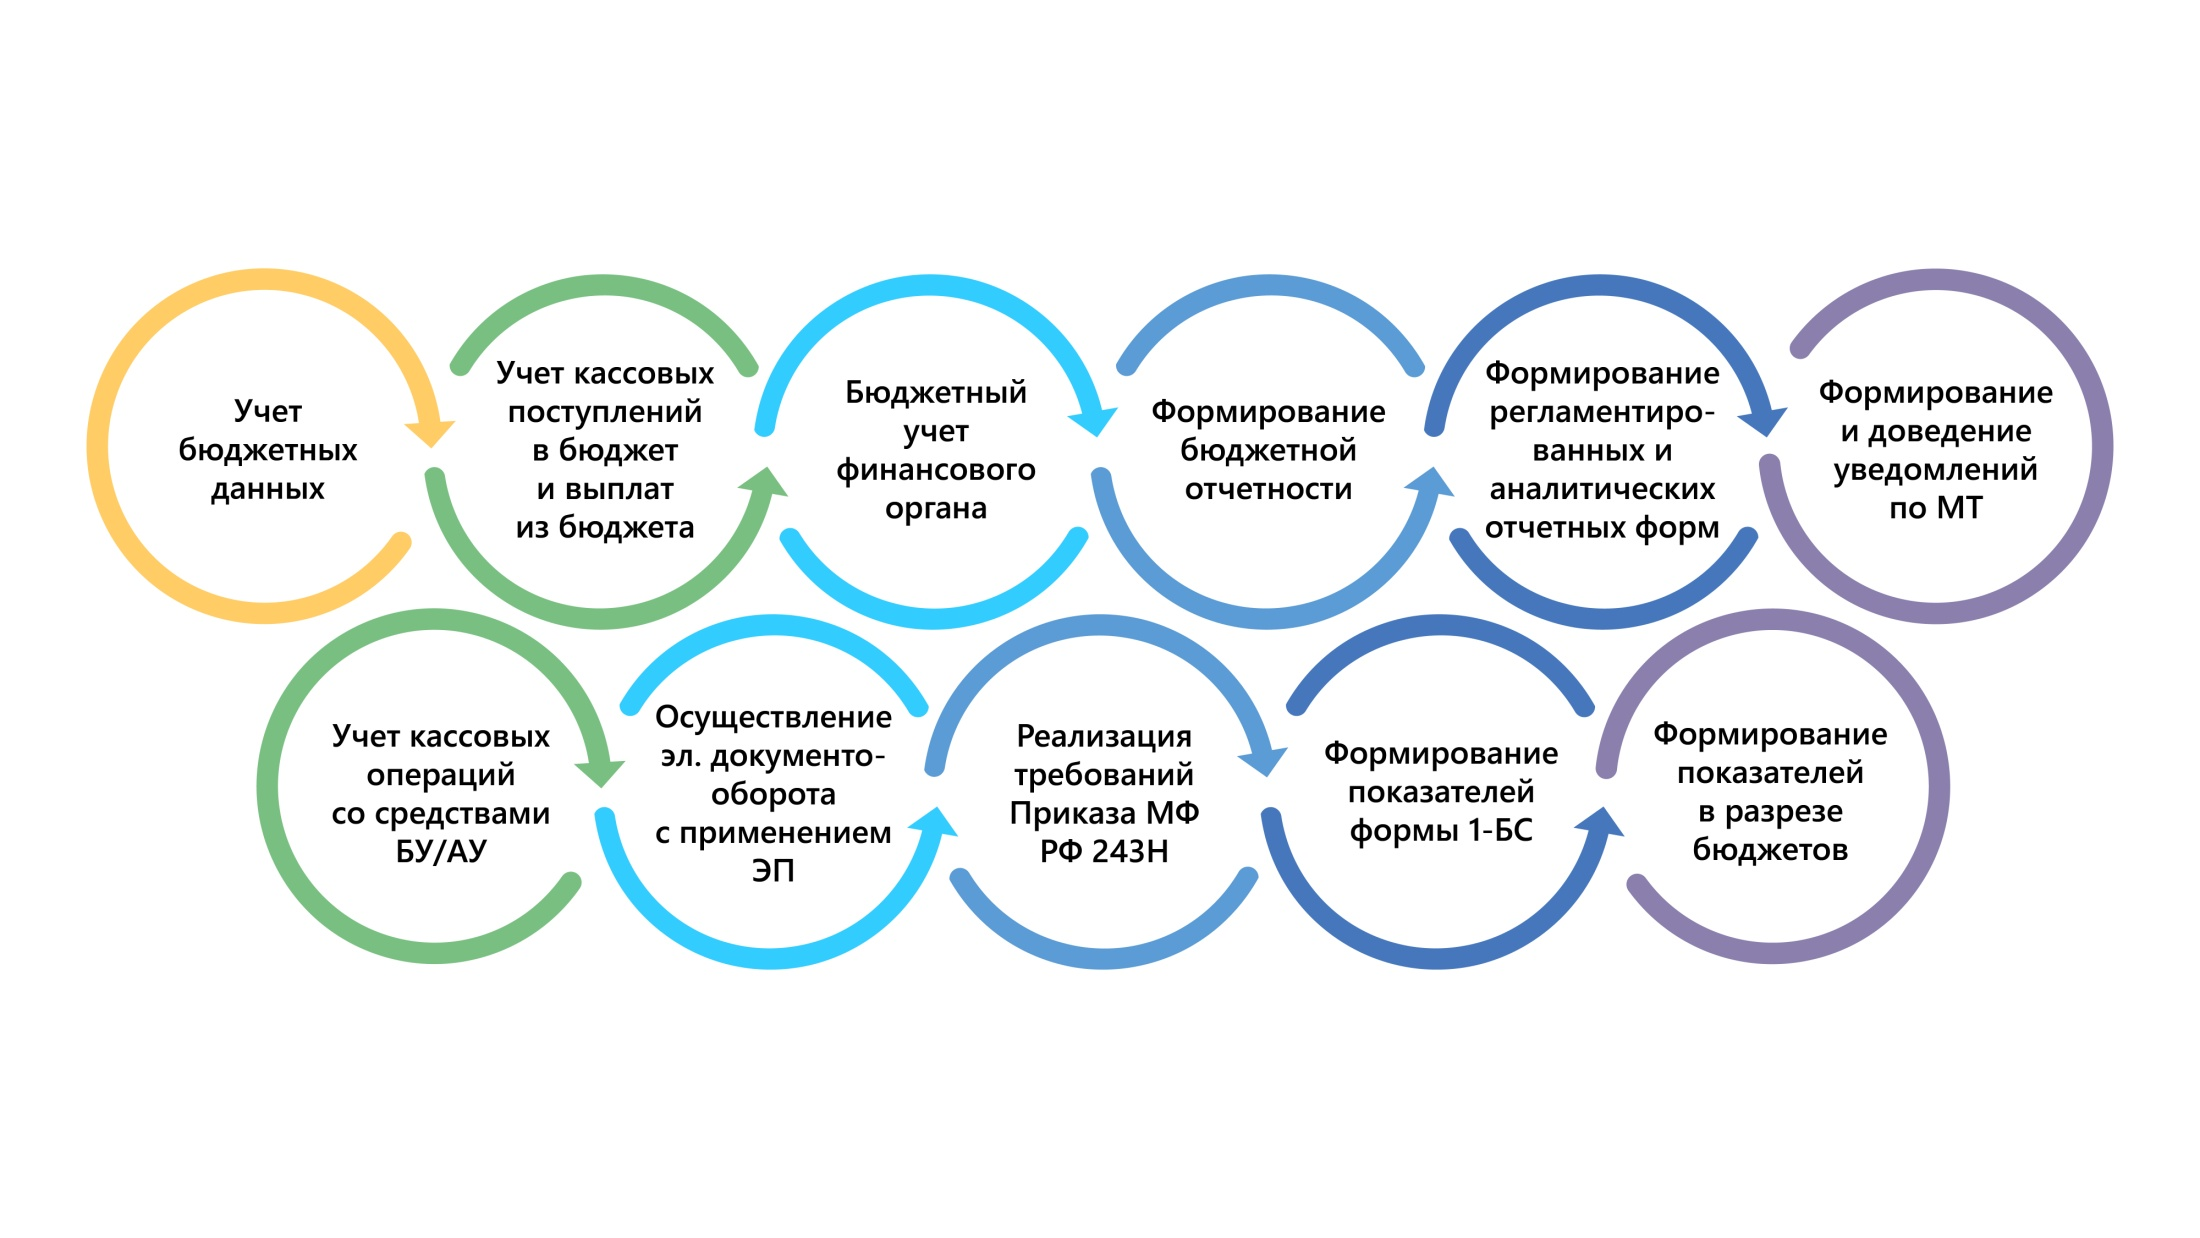 Учет
бюджетных
данных
Учет кассовых
поступлений
в бюджет
и выплат
из бюджета
Бюджетный
учет
финансового
органа
Формирование
бюджетной
отчетности
Формирование
регламентиро-
ванных и
аналитических
отчетных форм
Формирование
и доведение
уведомлений
по МТ
Учет кассовых
операций
со средствами
БУ/АУ
Осуществление
эл. документо-
оборота
с применением
ЭП
Реализация
требований
Приказа МФ
РФ 243Н
Формирование
показателей
формы 1-БС
Формирование
показателей
в разрезе
бюджетов